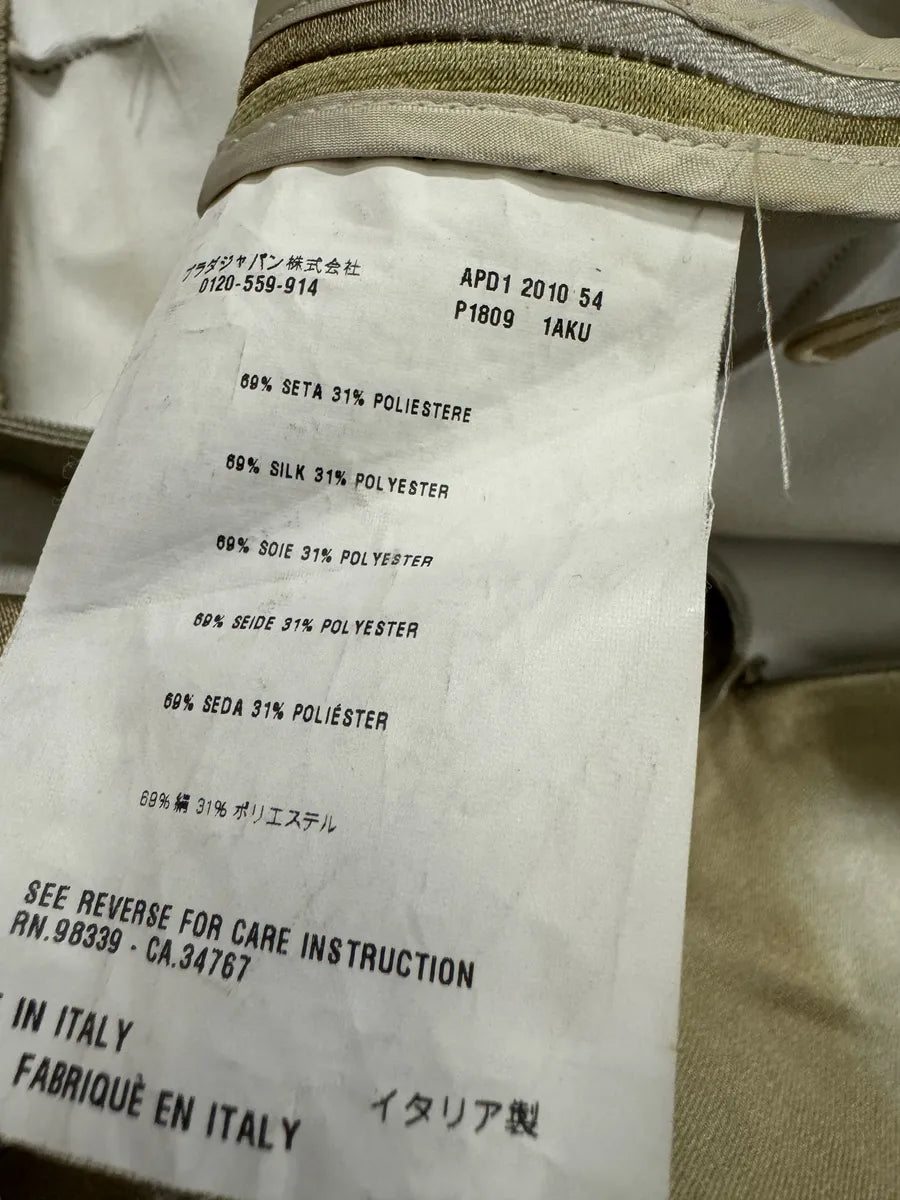 プラダジャパン株式会社
0120-559-914
APD1 2010 54
P1809 1AKU
69% SETA 31% POLIESTERE
69% SILK 31% POLYESTER
69% SOIE 31% POLYESTER
69% SEIDE 31% POLYESTER
69% SEDA 31% POLIÉSTER
69% 絹 31% ポリエステル
SEE REVERSE FOR CARE INSTRUCTION
RN.98339 - CA.34767
IN ITALY
FABRIQUÈ EN ITALY
イタリア製